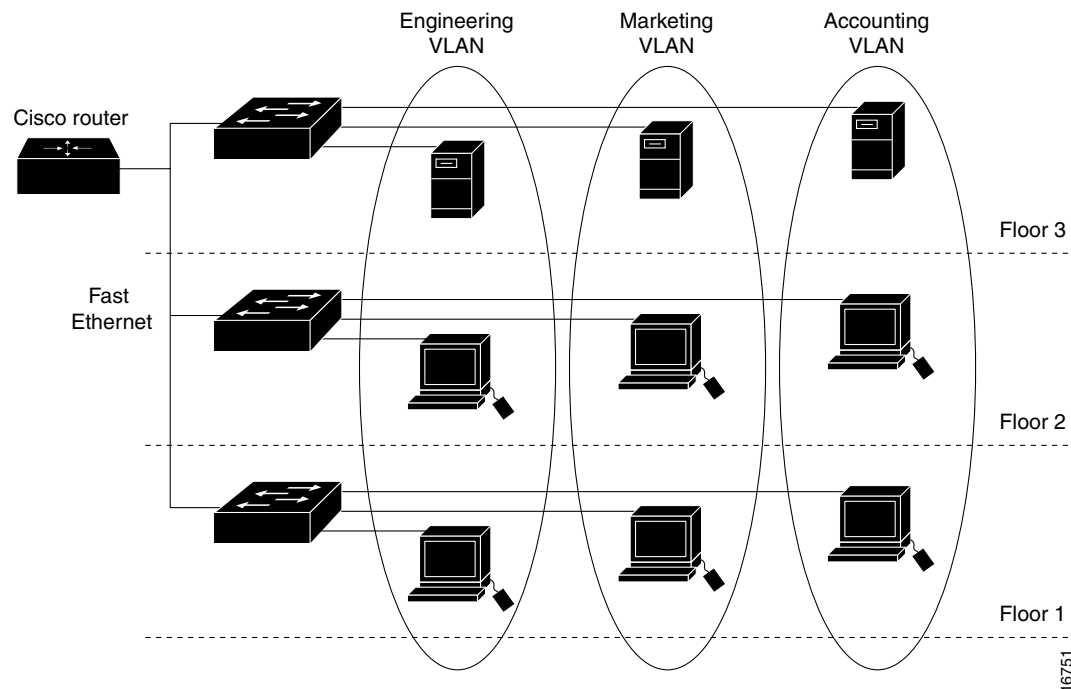 Engineering
VLAN
Marketing
VLAN
Accounting
VLAN
Cisco router
Floor 3
Fast
Ethernet
Floor 2
Floor 1
16751